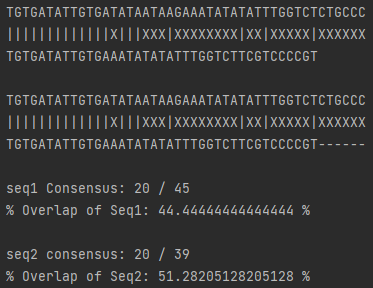 TGTGATATTGTGATATAATAAGAAATATATATTTGGTCTCTGCCC
|||||||||||||X|||XXX|XXXXXXXX|XX|XXXXX|XXXXXX
TGTGATATTGTGAAATATATATTTGGTCTTCGTCCCCGT
TGTGATATTGTGATATAATAAGAAATATATATTTGGTCTCTGCCC
|||||||||||||X|||XXX|XXXXXXXX|XX|XXXXX|XXXXXX
TGTGATATTGTGAAATATATATTTGGTCTTCGTCCCCGT------
seq1 Consensus: 20 / 45
% Overlap of Seq1: 44.44444444444444 %
seq2 consensus: 20 / 39
% Overlap of Seq2: 51.28205128205128 %